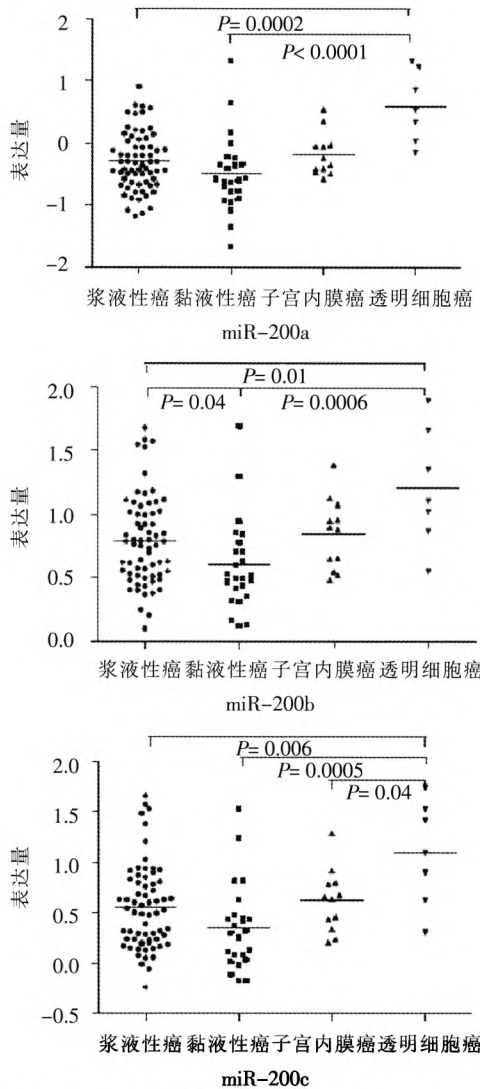 P= 0.0002
P< 0.0001
2
1
0
-1
-2
表达量
浆液性癌 黏液性癌 子宫内膜癌 透明细胞癌
miR-200a
P= 0.01
P= 0.04 P= 0.0006
2.0
1.5
1.0
0.5
0.0
表达量
浆液性癌 黏液性癌 子宫内膜癌 透明细胞癌
miR-200b
P= 0.006
P= 0.0005
P= 0.04
2.0
1.5
1.0
0.5
0.0
-0.5
表达量
浆液性癌 黏液性癌 子宫内膜癌 透明细胞癌
miR-200c